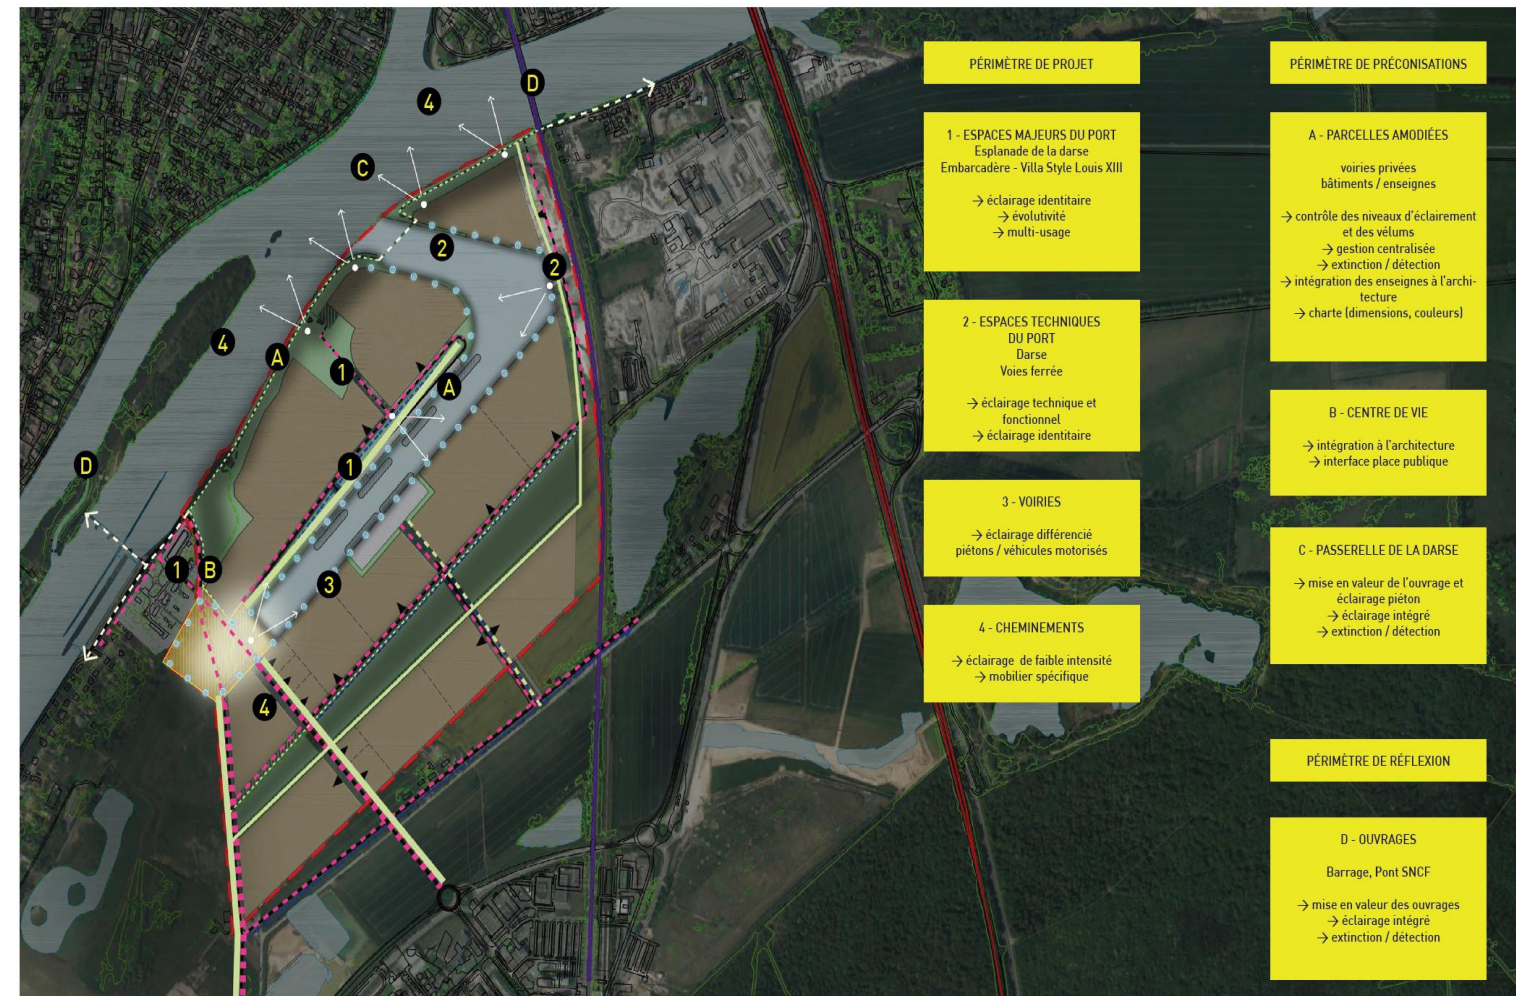 D
4
C
2
2
4
A
1
A
D
1
1
B
3
4
PÉRIMÈTRE DE PROJET
1 - ESPACES MAJEURS DU PORT
Esplanade de la darse
Embarcadère - Villa Style Louis XIII
→ éclairage identitaire
→ évolutivité
→ multi-usage
2 - ESPACES TECHNIQUES
DU PORT
Darse
Voies ferrée
→ éclairage technique et
fonctionnel
→ éclairage identitaire
3 - VOIRIES
→ éclairage différencié
piétons / véhicules motorisés
4 - CHEMINEMENTS
→ éclairage de faible intensité
→ mobilier spécifique
PÉRIMÈTRE DE PRÉCONISATIONS
A - PARCELLES AMODIÉES
voiries privées
bâtiments / enseignes
→ contrôle des niveaux d'éclairement
et des vélums
→ gestion centralisée
→ extinction / détection
→ intégration des enseignes à l'archi-
tecture
→ charte (dimensions, couleurs)
B - CENTRE DE VIE
→ intégration à l'architecture
→ interface place publique
C - PASSERELLE DE LA DARSE
→ mise en valeur de l'ouvrage et
éclairage piéton
→ éclairage intégré
→ extinction / détection
PÉRIMÈTRE DE RÉFLEXION
D - OUVRAGES
Barrage, Pont SNCF
→ mise en valeur des ouvrages
→ éclairage intégré
→ extinction / détection